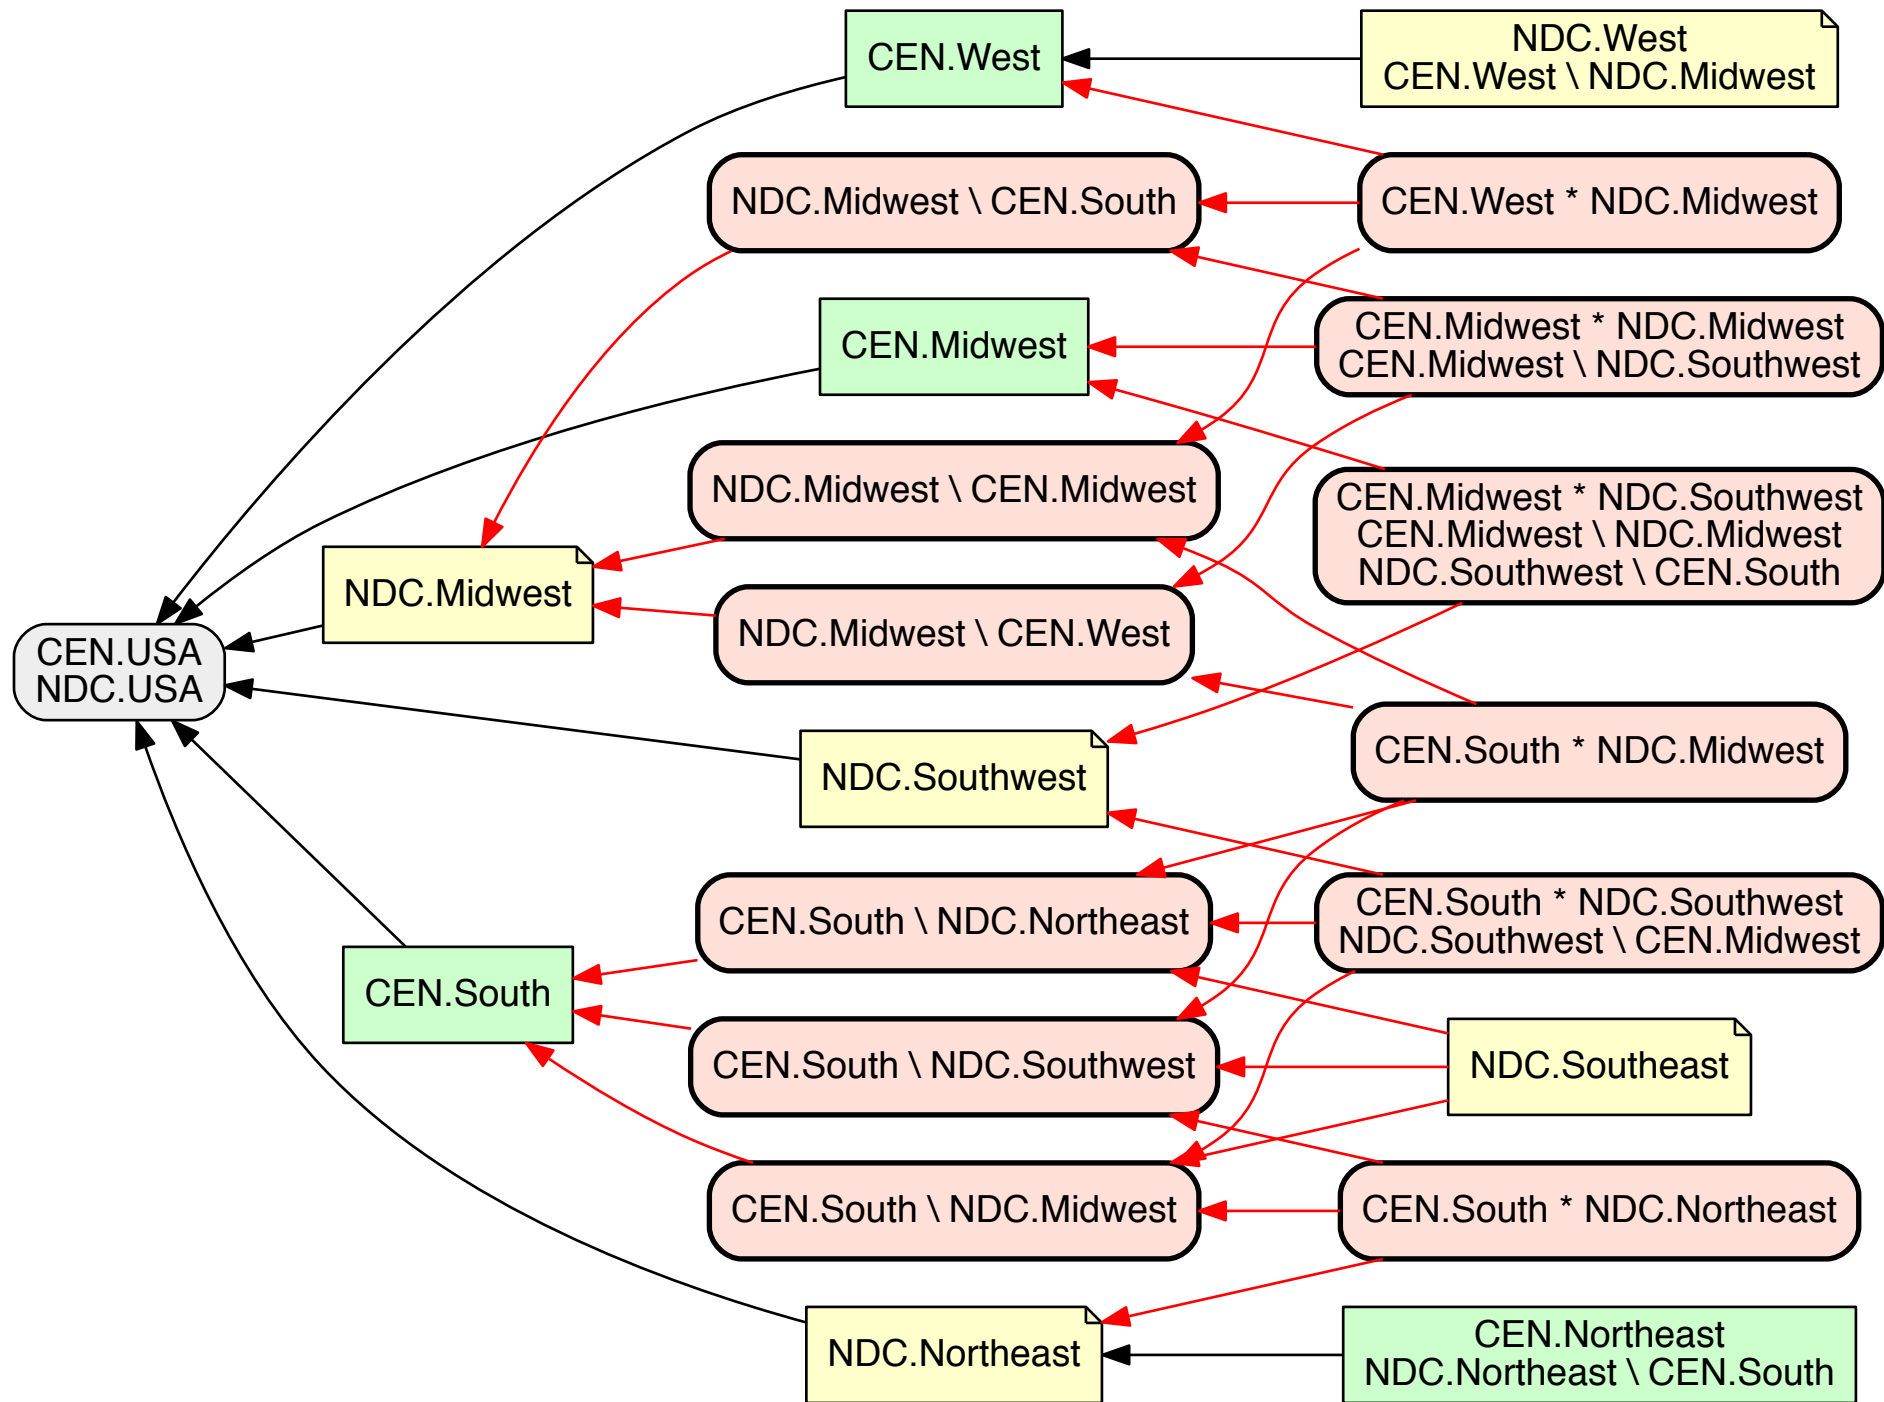 CEN.West
NDC.West
CEN.West \ NDC.Midwest
NDC.Midwest \ CEN.South
CEN.West * NDC.Midwest
CEN.Midwest
CEN.Midwest * NDC.Midwest
CEN.Midwest \ NDC.Southwest
NDC.Midwest \ CEN.Midwest
CEN.Midwest * NDC.Southwest
CEN.Midwest \ NDC.Midwest
NDC.Southwest \ CEN.South
NDC.Midwest
NDC.Midwest \ CEN.West
CEN.USA
NDC.USA
NDC.Southwest
CEN.South * NDC.Midwest
CEN.South \ NDC.Northeast
CEN.South * NDC.Southwest
NDC.Southwest \ CEN.Midwest
CEN.South
CEN.South \ NDC.Southwest
NDC.Southeast
CEN.South \ NDC.Midwest
CEN.South * NDC.Northeast
NDC.Northeast
CEN.Northeast
NDC.Northeast \ CEN.South